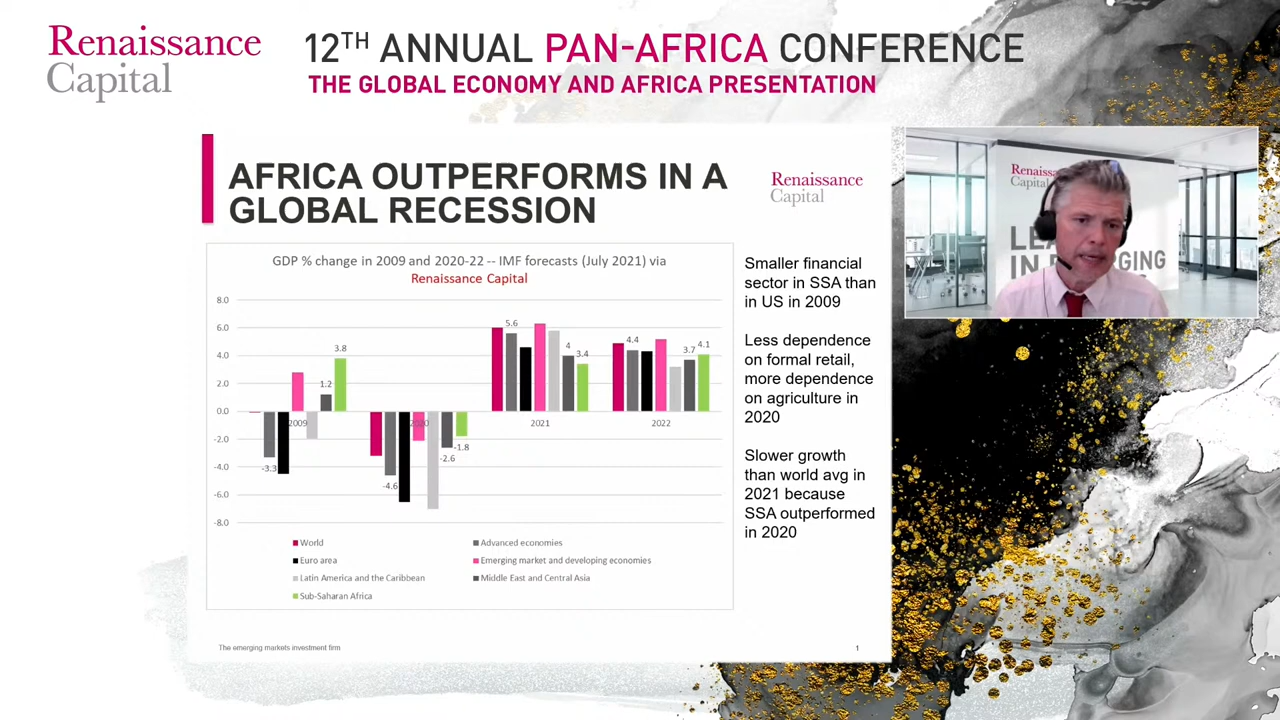 Renaissance
Capital
12TH ANNUAL PAN-AFRICA CONFERENCE
THE GLOBAL ECONOMY AND AFRICA PRESENTATION
AFRICA OUTPERFORMS IN A
GLOBAL RECESSION
Renaissance
Capital
GDP % change in 2009 and 2020-22 -- IMF forecasts (July 2021) via
Renaissance Capital
8.0
6.0
4.0
2.0
0.0
-2.0
-4.0
-6.0
-8.0
-3.3
1.2
3.8
2009
-4.6
-2.6
-1.8
2020
5.6
4
3.4
2021
4.4
3.7
4.1
2022
World
Advanced economies
Euro area
Emerging market and developing economies
Latin America and the Caribbean
Middle East and Central Asia
Sub-Saharan Africa
Smaller financial
sector in SSA than
in US in 2009
Less dependence
on formal retail,
more dependence
on agriculture in
2020
Slower growth
than world avg in
2021 because
SSA outperformed
in 2020
The emerging markets investment firm
1
Capital
IN
GING